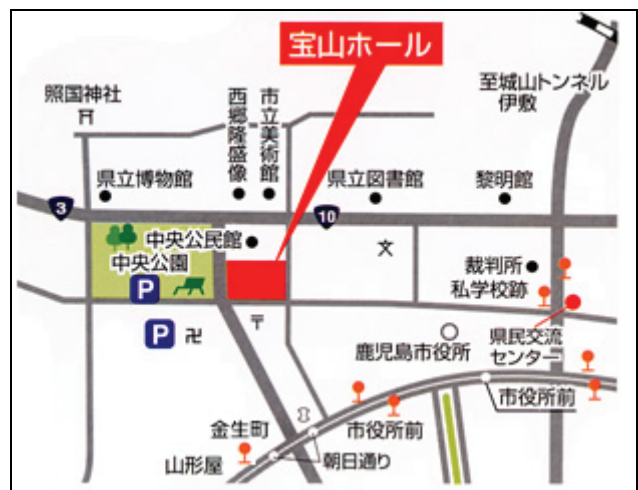 宝山ホール
照国神社
西郷隆盛像
市立美術館
至城山トンネル
伊敷
県立博物館
県立図書館
黎明館
3
10
中央公民館
中央公園
P
文
裁判所
私学校跡
P
鹿児島市役所
県民交流
センター
市役所前
金生町
市役所前
山形屋
朝日通り